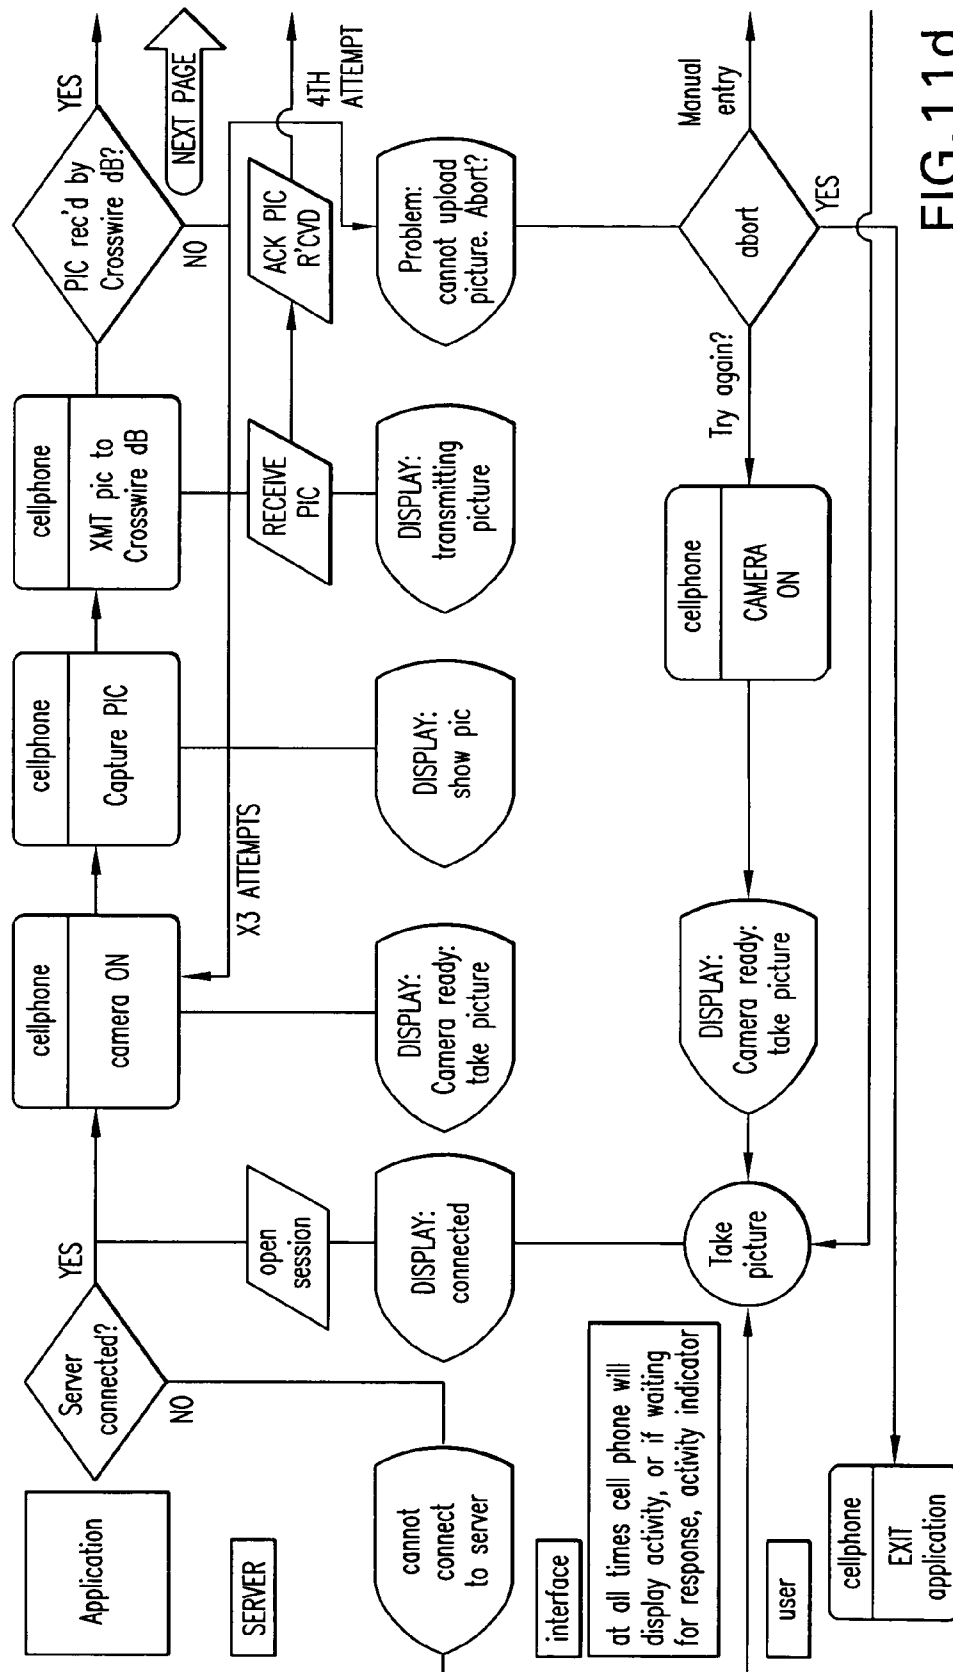 Application
Server
connected?
YES
NO
cellphone
camera ON
cellphone
Capture PIC
cellphone
XMT pic to
Crosswire dB
PIC rec'd by
Crosswire dB?
YES
NO
NEXT PAGE
SERVER
open
session
X3 ATTEMPTS
RECEIVE
PIC
ACK PIC
R'CVD
4TH
ATTEMPT
cannot
connect
to server
DISPLAY:
connected
DISPLAY:
Camera ready:
take picture
DISPLAY:
show pic
DISPLAY:
transmitting
picture
Problem:
cannot upload
picture. Abort?
interface
at all times cell phone will
display activity, or if waiting
for response, activity indicator
user
Take
picture
DISPLAY:
Camera ready:
take picture
cellphone
CAMERA
ON
Try again?
abort
Manual
entry
YES
cellphone
EXIT
application
FIG.11d